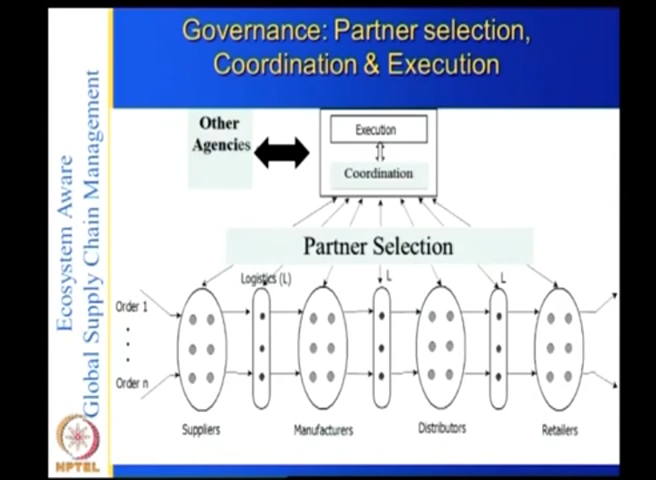 Governance: Partner selection,
Coordination & Execution
Ecosystem Aware
Global Supply Chain Management
Other
Agencies
Execution
Coordination
Partner Selection
Logistics (L)
L
L
Order 1
Order n
Suppliers
Manufacturers
Distributors
Retailers
NPTEL